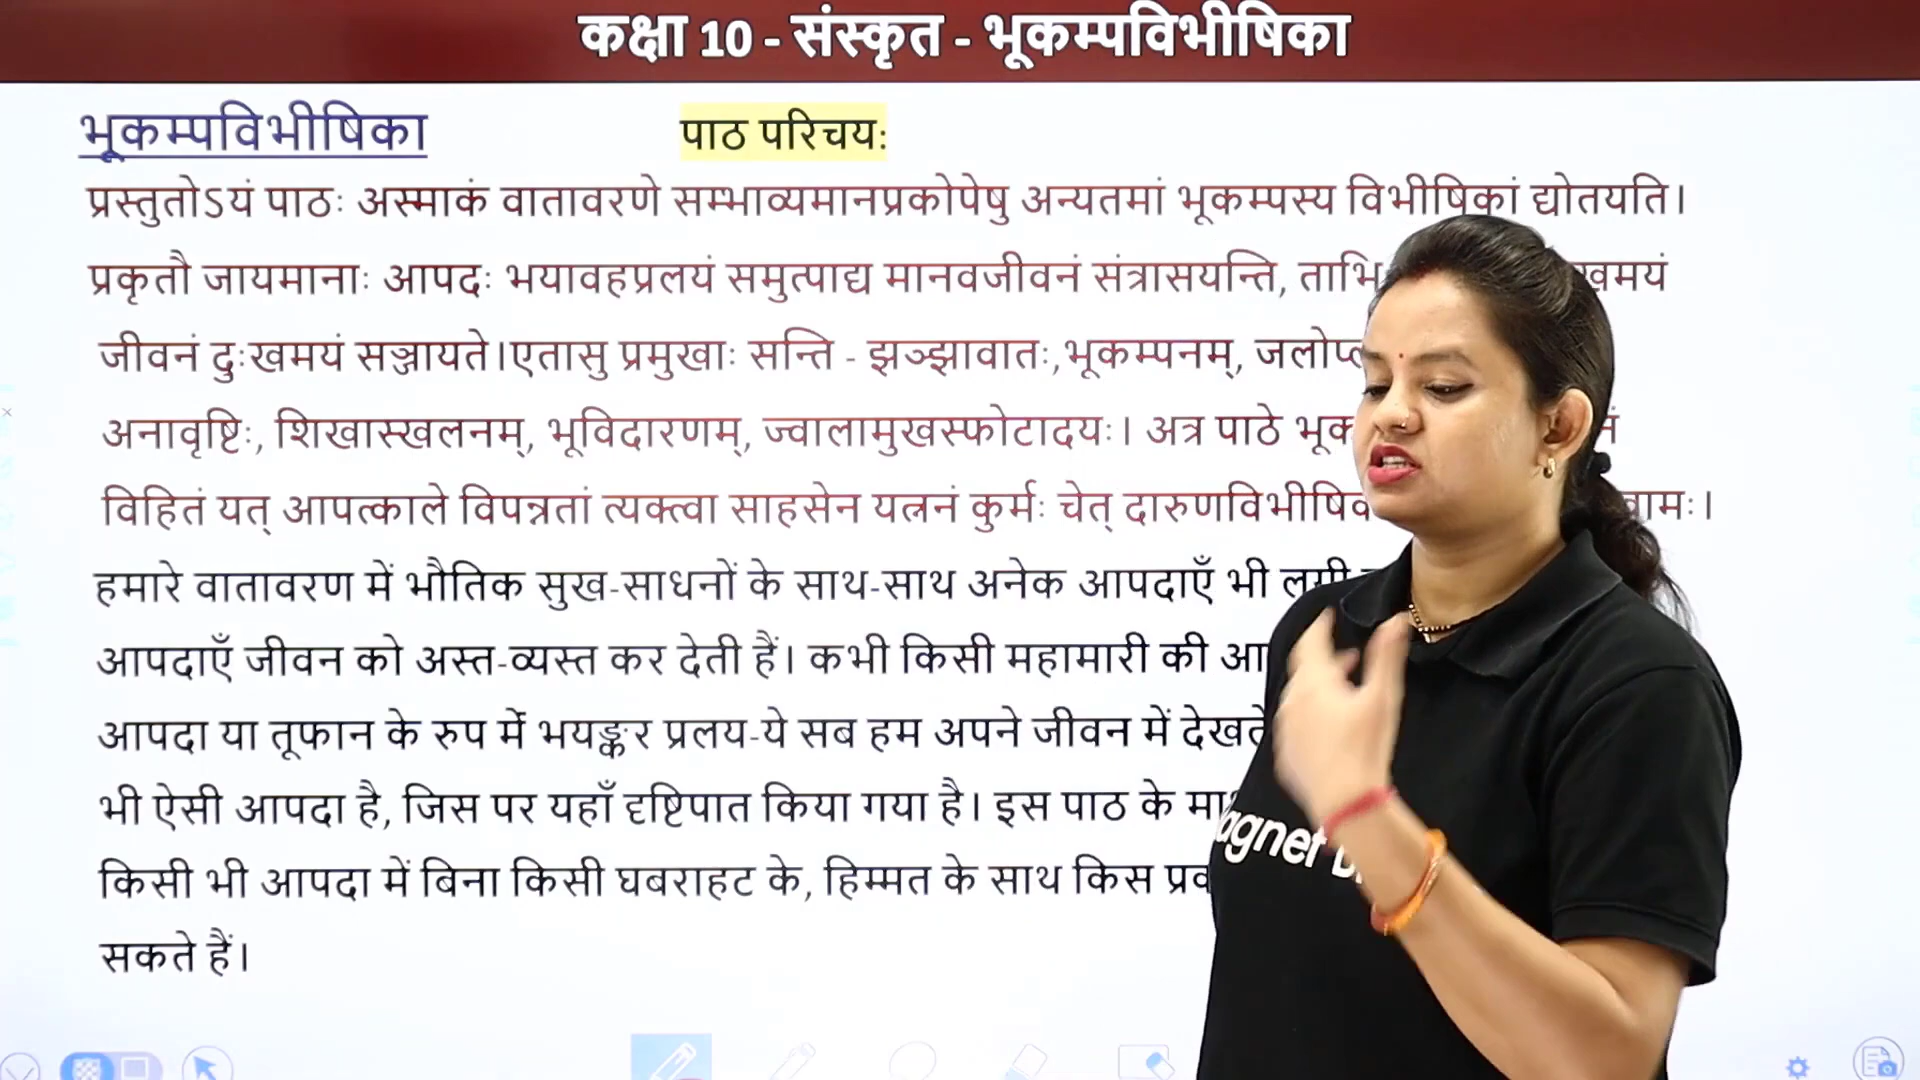 कक्षा 10 - संस्कृत - भूकम्पविभीषिका
भूकम्पविभीषिका
पाठ परिचयः
प्रस्तुतोऽयं पाठः अस्माकं वातावरणे सम्भाव्यमानप्रकोपेषु अन्यतमां भूकम्पस्य विभीषिकां द्योतयति।
प्रकृतौ जायमानाः आपदः भयावहप्रलयं समुत्पाद्य मानवजीवनं संत्रासयन्ति,
जीवनं दुःखमयं सञ्जायते।एतासु प्रमुखाः सन्ति - झञ्झावातः,भूकम्पनम्,
अनावृष्टिः, शिखास्खलनम्, भूविदारणम्, ज्वालामुखस्फोटादयः। अत्र पाठे
विहितं यत् आपत्काले विपन्नतां त्यक्त्वा साहसेन यत्ननं कुर्मः चेत्
हमारे वातावरण में भौतिक सुख-साधनों के साथ-साथ अनेक आपदाएँ भी
आपदाएँ जीवन को अस्त-व्यस्त कर देती हैं। कभी किसी महामारी की
आपदा या तूफान के रुप में भयङ्कर प्रलय-ये सब हम अपने जीवन में
भी ऐसी आपदा है, जिस पर यहाँ दृष्टिपात किया गया है। इस पाठ के
किसी भी आपदा में बिना किसी घबराहट के, हिम्मत के साथ किस
सकते हैं।